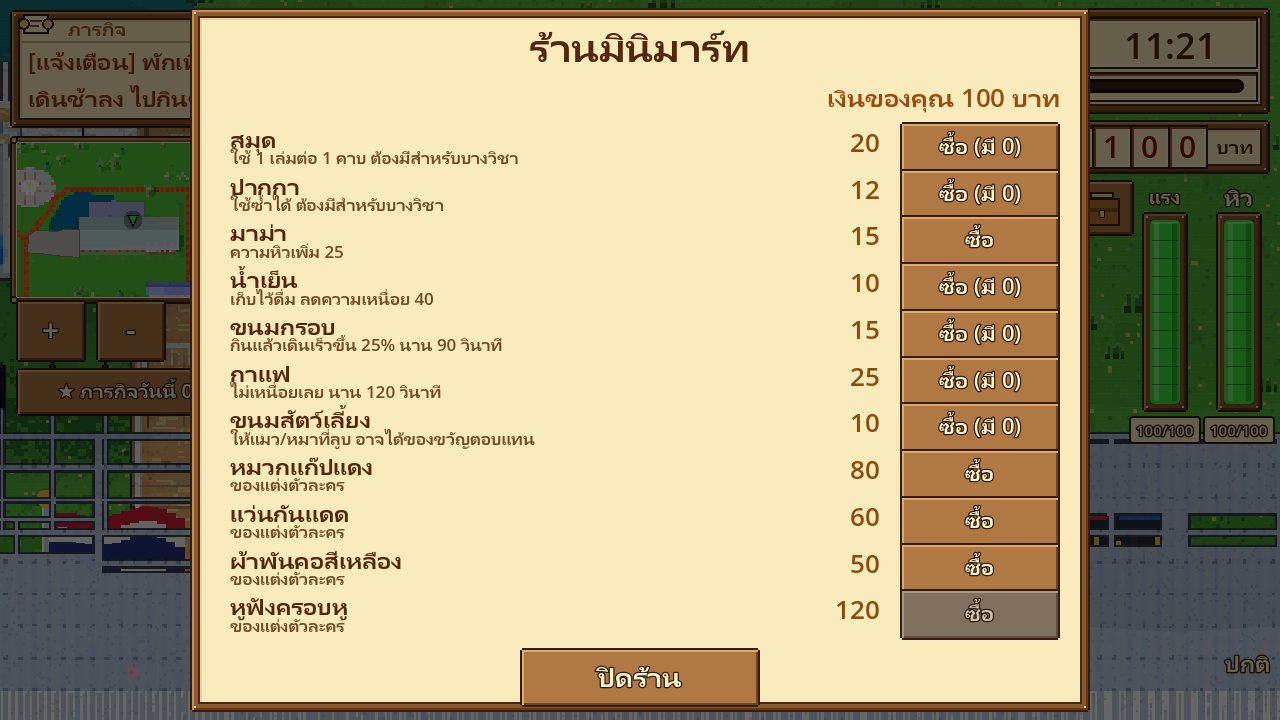 ภารกิจ
[แจ้งเตือน] พักเ
เดินช้าลง ไปกิน
ร้านมินิมาร์ท
เงินของคุณ 100 บาท
11:21
100 บาท
สมุด 20 ซื้อ (มี 0)
ใช้ 1 เล่มต่อ 1 คาบ ต้องมีสำหรับบางวิชา
ปากกา 12 ซื้อ (มี 0)
ใช้ซ้ำได้ ต้องมีสำหรับบางวิชา
มาม่า 15 ซื้อ
ความหิวเพิ่ม 25
น้ำเย็น 10 ซื้อ (มี 0)
เก็บไว้ดื่ม ลดความเหนื่อย 40
ขนมกรอบ 15 ซื้อ (มี 0)
กินแล้วเดินเร็วขึ้น 25% นาน 90 วินาที
กาแฟ 25 ซื้อ (มี 0)
ไม่เหนื่อยเลย นาน 120 วินาที
ขนมสัตว์เลี้ยง 10 ซื้อ (มี 0)
ให้แมว/หมาที่ลูบ อาจได้ของขวัญตอบแทน
หมวกแก๊ปแดง 80 ซื้อ
ของแต่งตัวละคร
แว่นกันแดด 60 ซื้อ
ของแต่งตัวละคร
ผ้าพันคอสีเหลือง 50 ซื้อ
ของแต่งตัวละคร
หูฟังครอบหู 120 ซื้อ
ของแต่งตัวละคร
ปิดร้าน
+ -
★ ภารกิจวันนี้ 0
แรง หิว
100/100 100/100
ปกติ